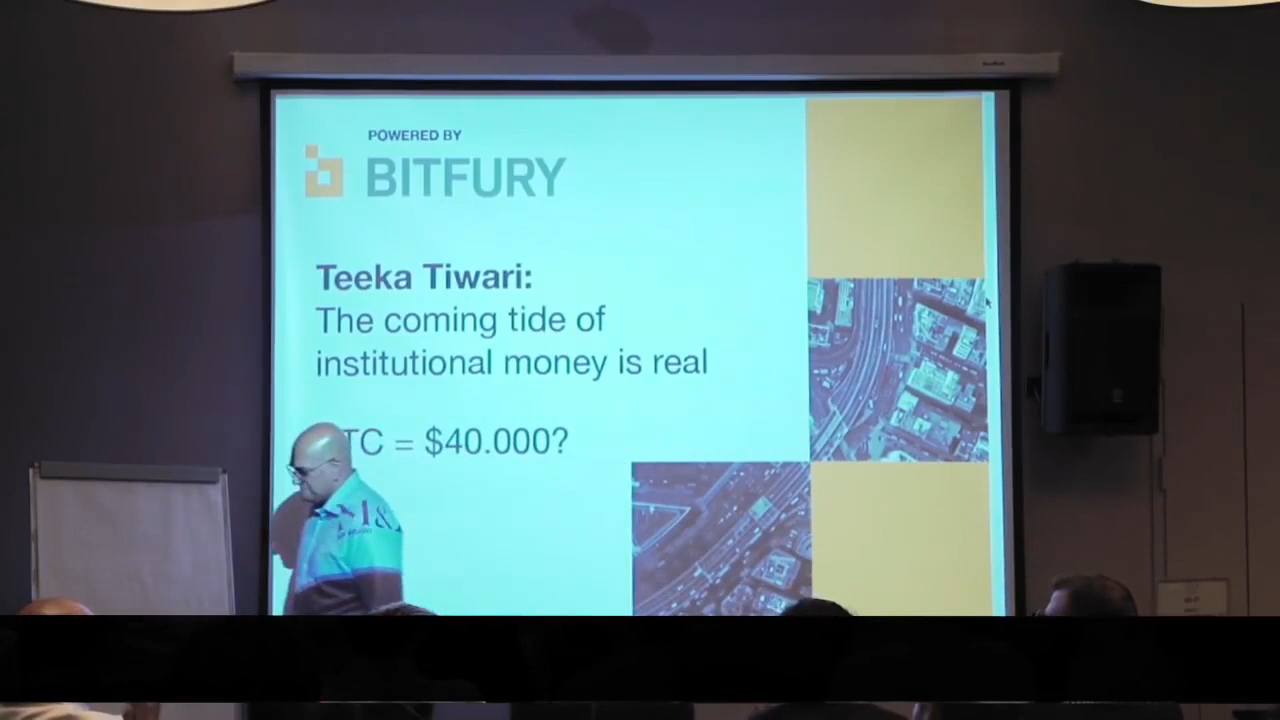 POWERED BY
BITFURY
Teeka Tiwari:
The coming tide of
institutional money is real
TC = $40.000?